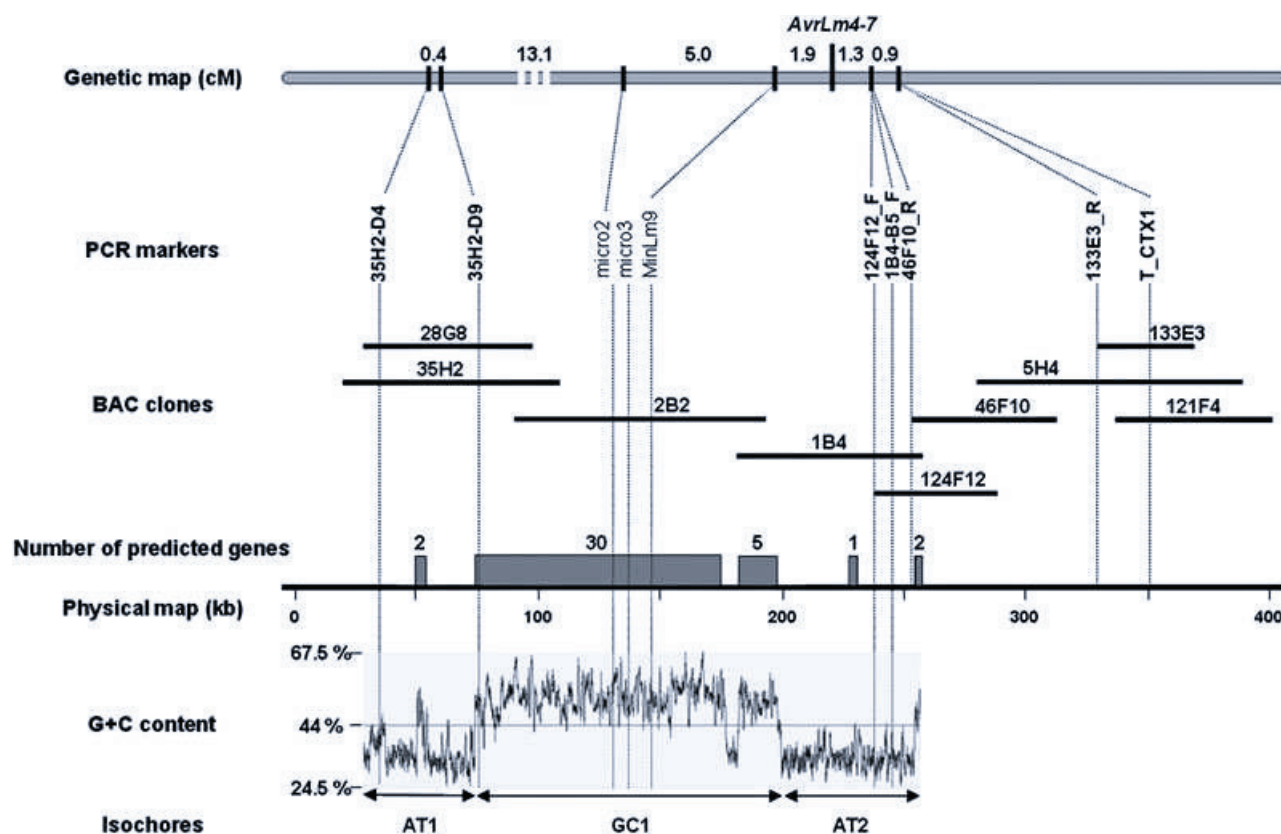 AvrLm4-7
0.4 13.1 5.0 1.9 1.3 0.9
Genetic map (cM)
PCR markers
35H2-D4
35H2-D9
micro2
micro3
MinLm9
124F12_F
1B4-B5_F
46F10_R
133E3_R
T_CTX1
28G8
133E3
35H2
5H4
BAC clones
2B2
46F10
121F4
1B4
124F12
Number of predicted genes
2 30 5 1 2
Physical map (kb)
0 100 200 300 400
67.5 %
G+C content
44 %
24.5 %
Isochores
AT1 GC1 AT2